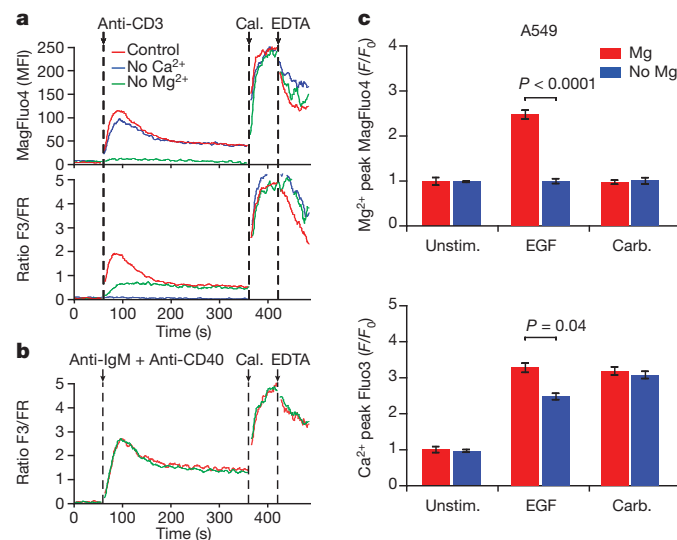 a
Anti-CD3
Cal. EDTA
MagFluo4 (MFI)
250
200
150
100
50
0
Control
No Ca²⁺
No Mg²⁺
Ratio F3/FR
5
4
3
2
1
0
0 100 200 300 400
Time (s)
b
Anti-IgM + Anti-CD40 Cal. EDTA
Ratio F3/FR
5
4
3
2
1
0
0 100 200 300 400
Time (s)
c
A549
Mg
No Mg
Mg²⁺ peak MagFluo4 (F/F₀)
4
3
2
1
0
P < 0.0001
Unstim. EGF Carb.
Ca²⁺ peak Fluo3 (F/F₀)
4
3
2
1
0
P = 0.04
Unstim. EGF Carb.